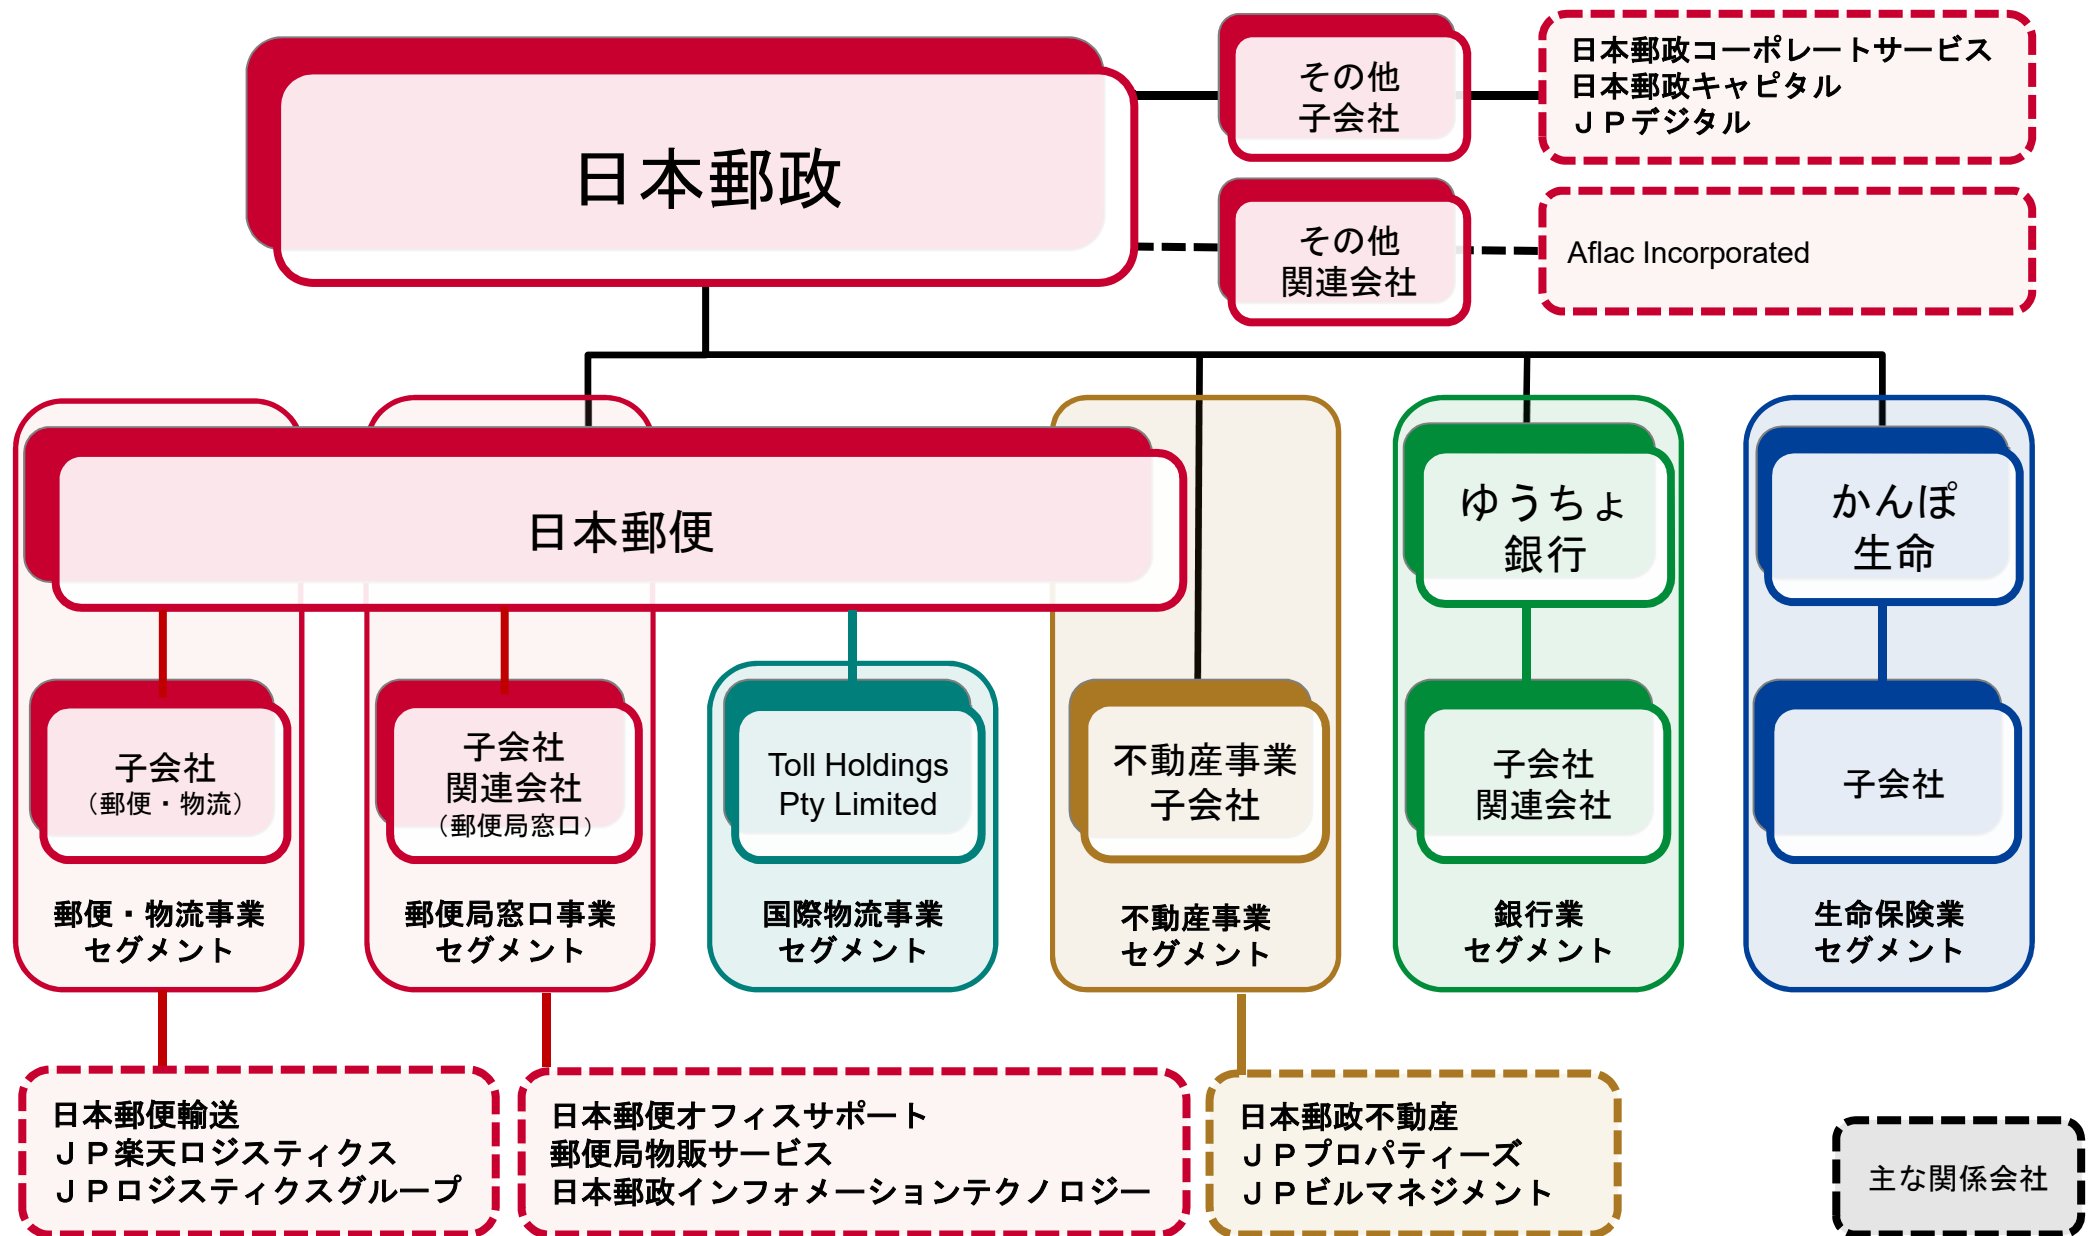 日本郵政
その他
子会社
日本郵政コーポレートサービス
日本郵政キャピタル
ＪＰデジタル
その他
関連会社
Aflac Incorporated
日本郵便
ゆうちょ
銀行
かんぽ
生命
子会社
（郵便・物流）
子会社
関連会社
（郵便局窓口）
Toll Holdings
Pty Limited
不動産事業
子会社
子会社
関連会社
子会社
郵便・物流事業
セグメント
郵便局窓口事業
セグメント
国際物流事業
セグメント
不動産事業
セグメント
銀行業
セグメント
生命保険業
セグメント
日本郵便輸送
ＪＰ楽天ロジスティクス
ＪＰロジスティクスグループ
日本郵便オフィスサポート
郵便局物販サービス
日本郵政インフォメーションテクノロジー
日本郵政不動産
ＪＰプロパティーズ
ＪＰビルマネジメント
主な関係会社